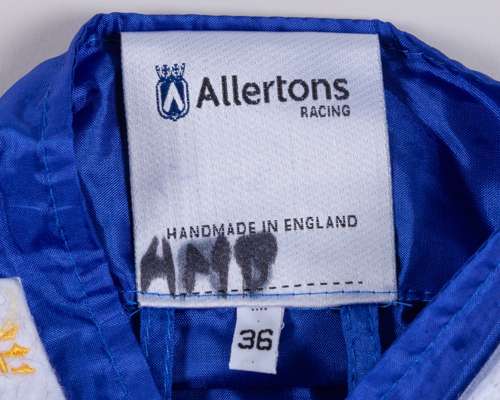 Allertons
RACING
HANDMADE IN ENGLAND
36